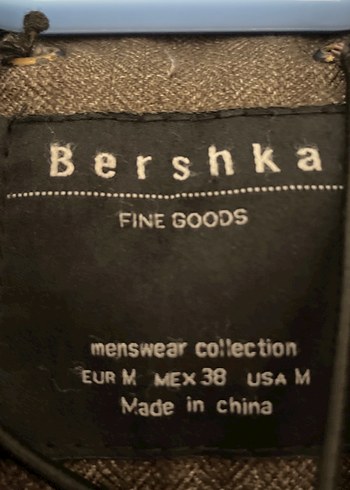 Bershka
FINE GOODS
menswear collection
EUR M MEX 38 USA M
Made in china